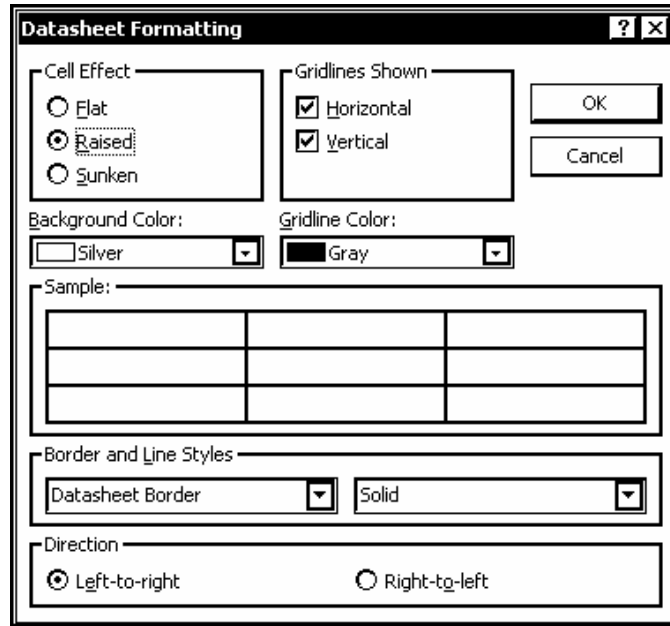 Datasheet Formatting
Cell Effect
Flat
Raised
Sunken
Gridlines Shown
Horizontal
Vertical
OK
Cancel
Background Color:
Silver
Gridline Color:
Gray
Sample:
Border and Line Styles
Datasheet Border
Solid
Direction
Left-to-right
Right-to-left